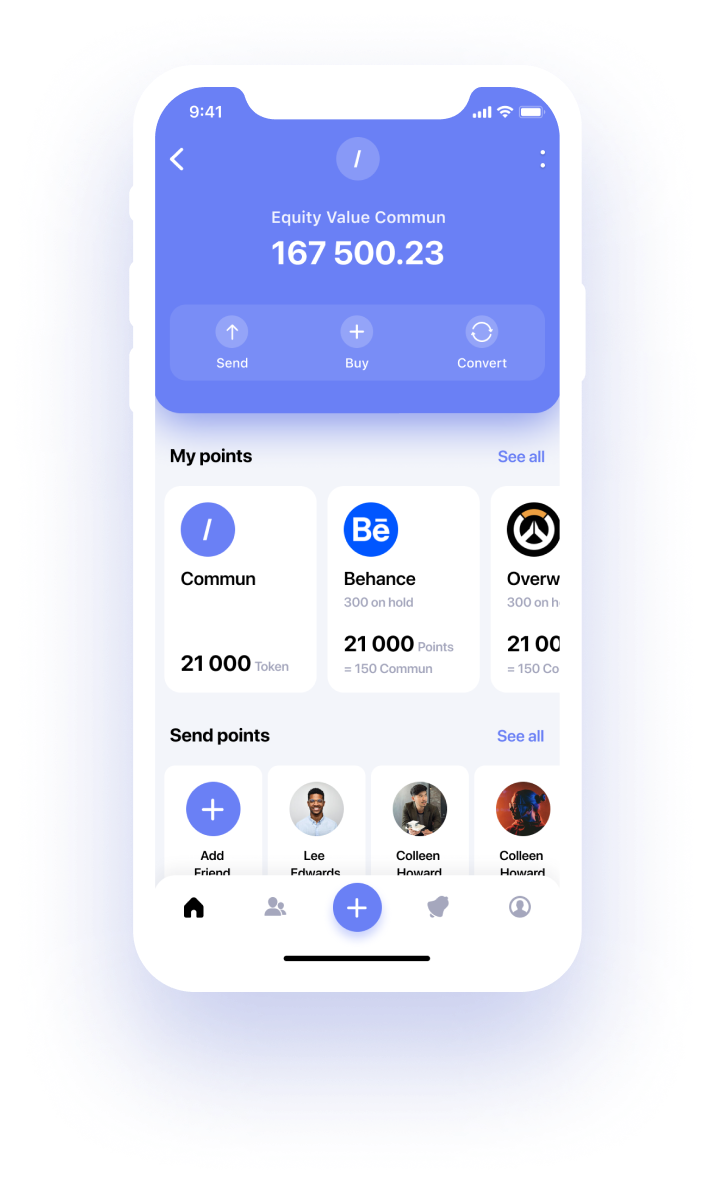 9:41
/
Equity Value Commun
167 500.23
Send Buy Convert
My points See all
/ Bē
Commun Behance Overw
300 on hold 300 on h
21 000 Token 21 000 Points 21 00
= 150 Commun = 150 Co
Send points See all
Add Lee Colleen Colleen
Friend Edwards Howard Howard